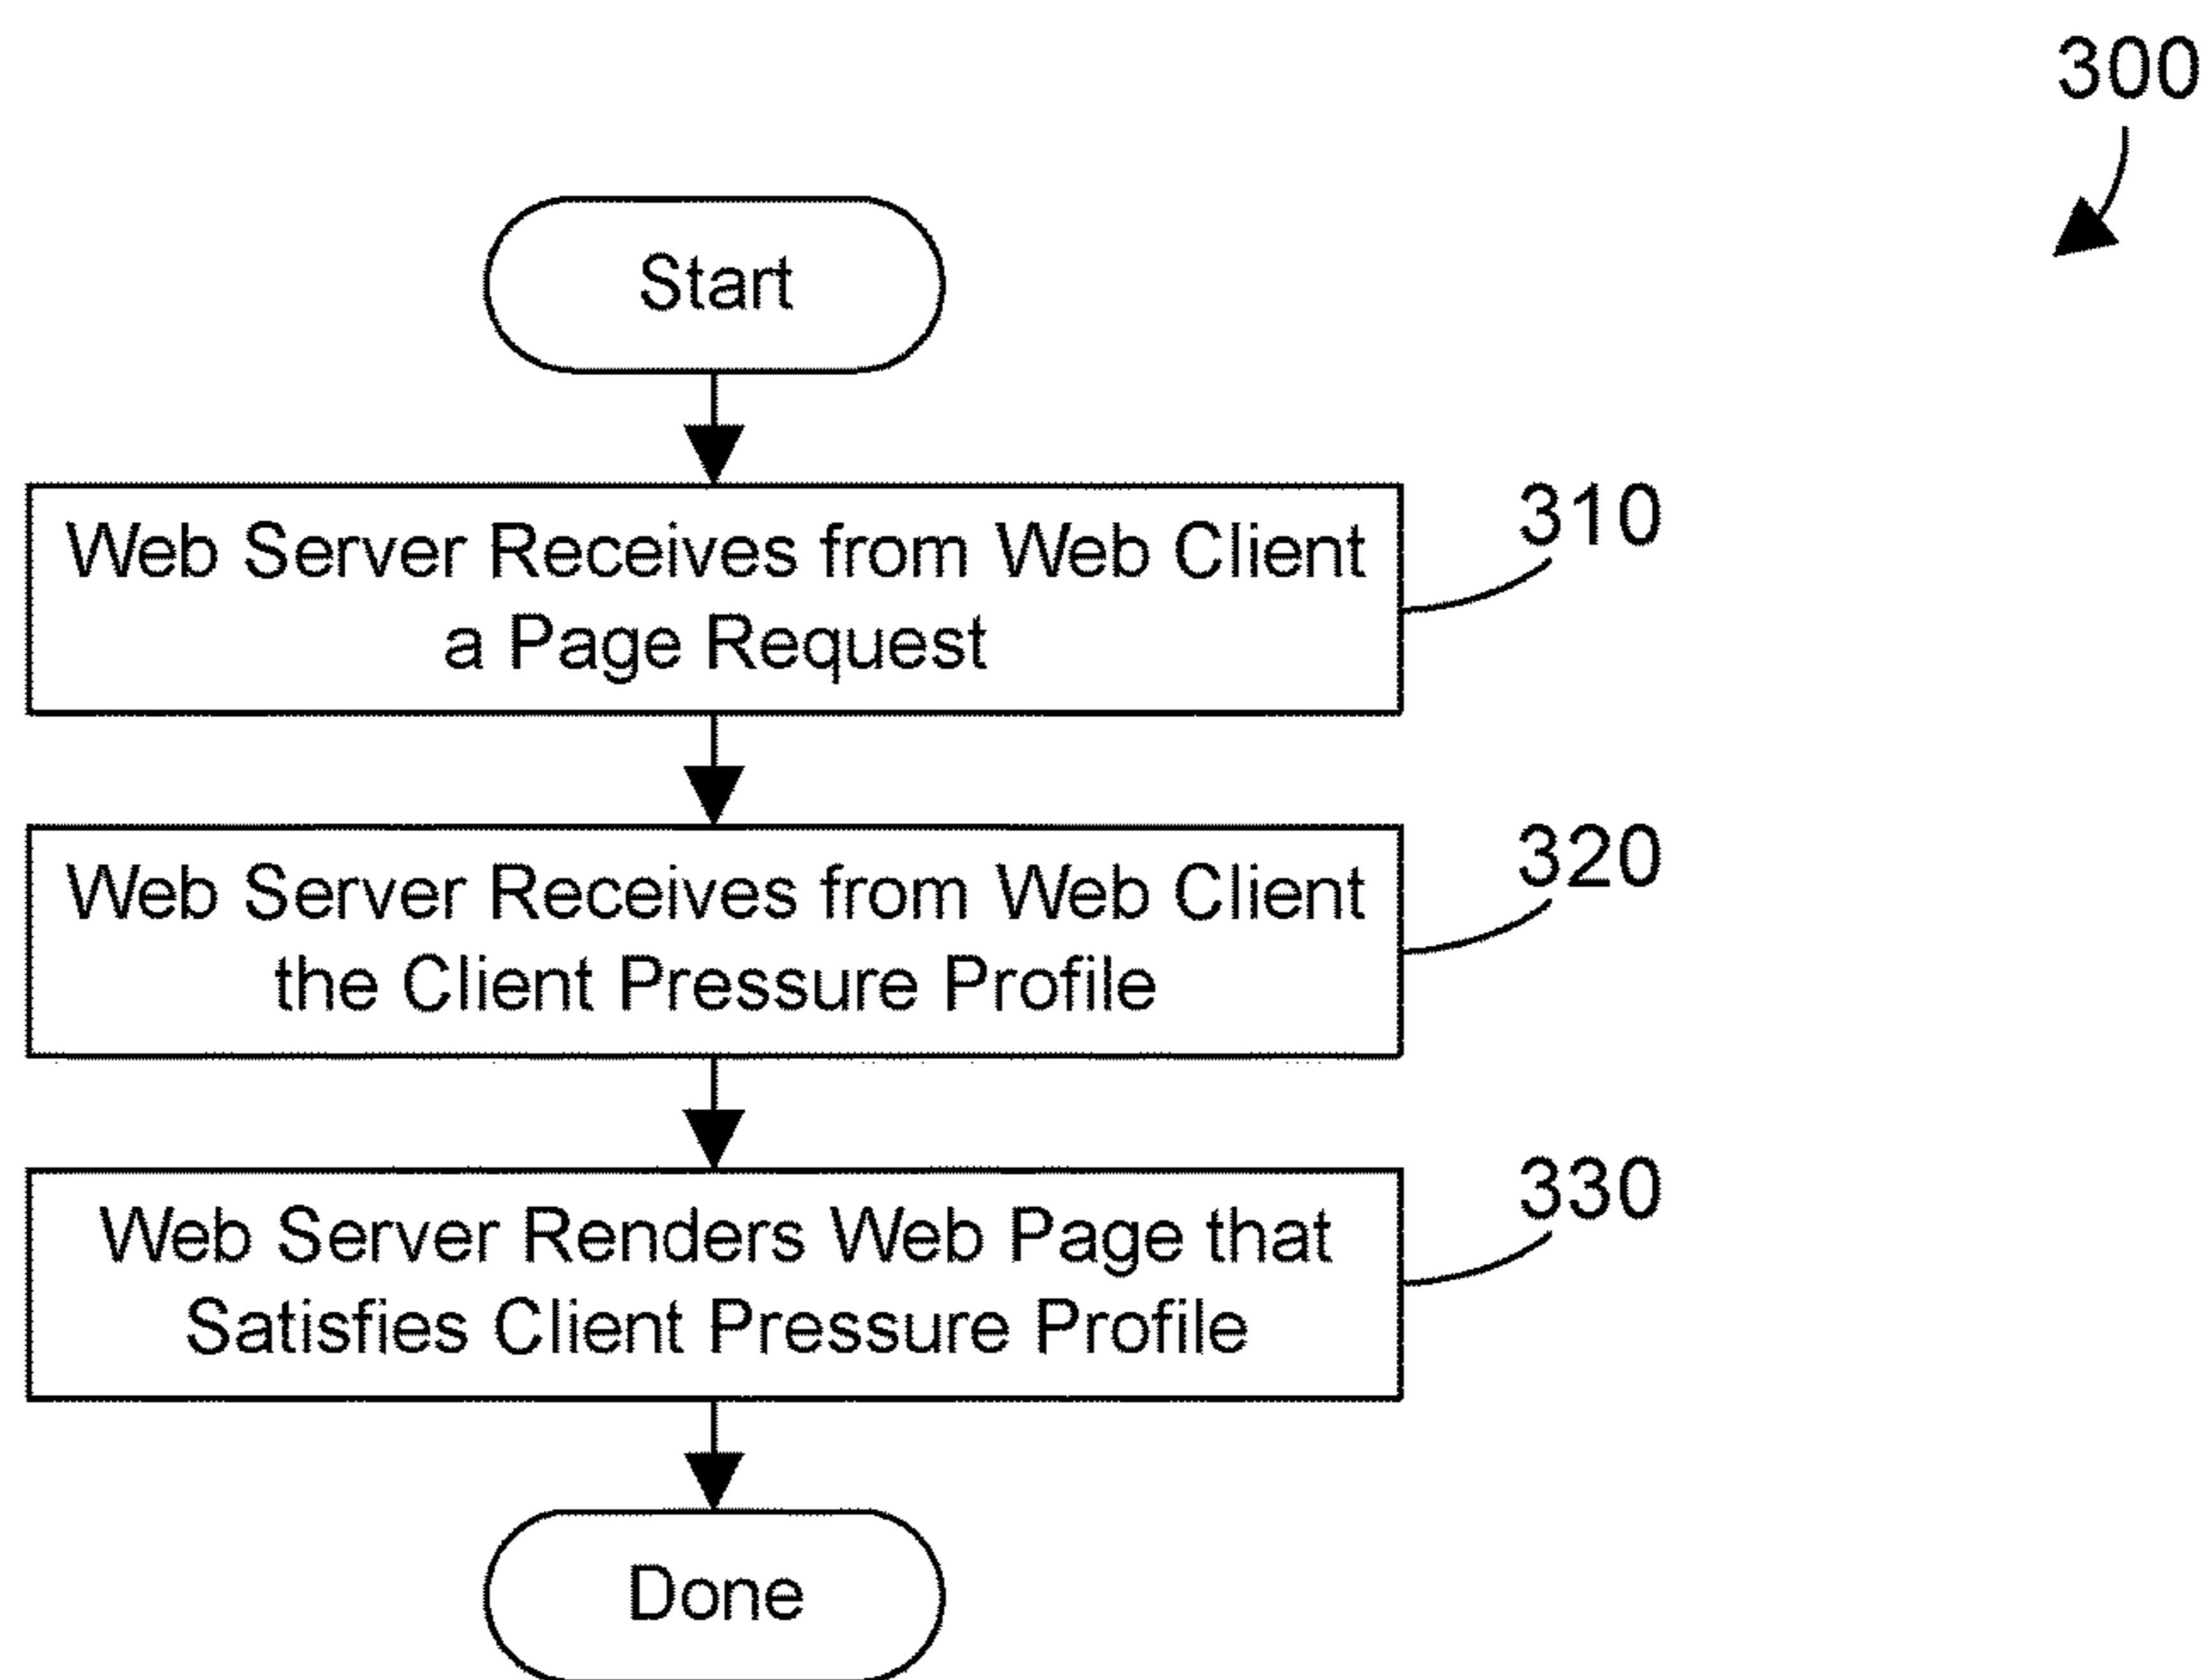 300
Start
Web Server Receives from Web Client
a Page Request
310
Web Server Receives from Web Client
the Client Pressure Profile
320
Web Server Renders Web Page that
Satisfies Client Pressure Profile
330
Done